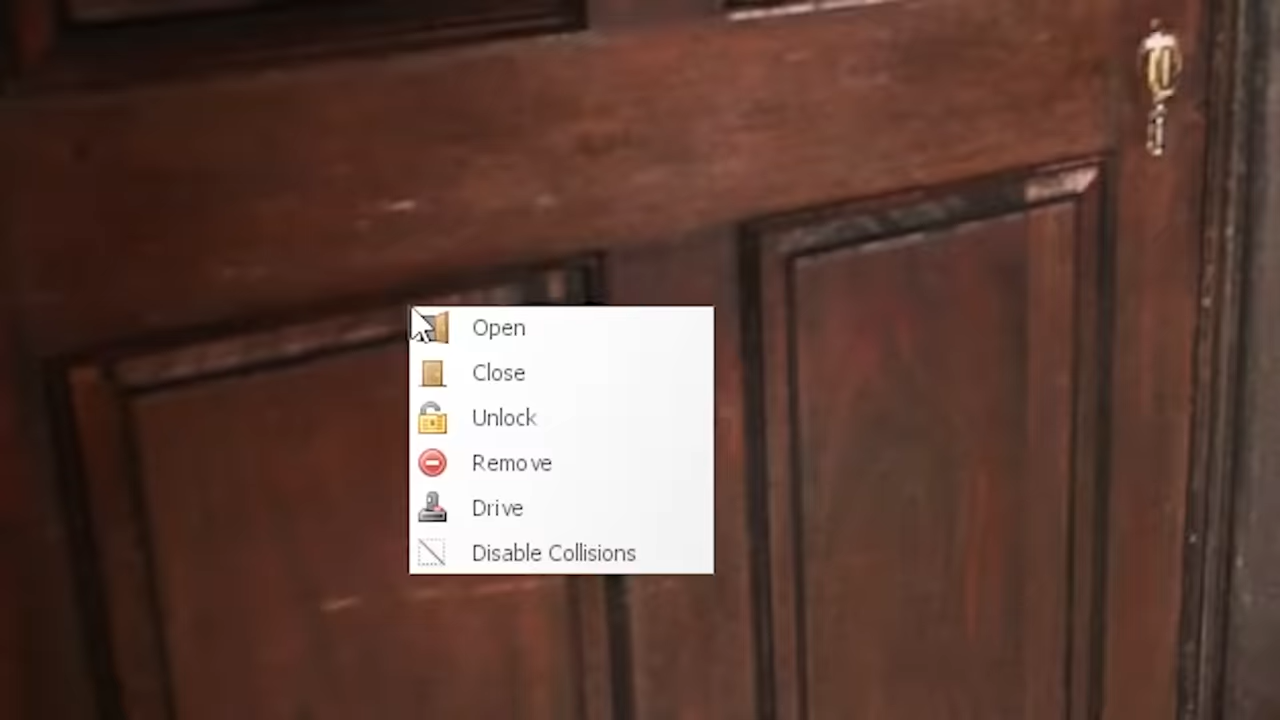 Open
Close
Unlock
Remove
Drive
Disable Collisions